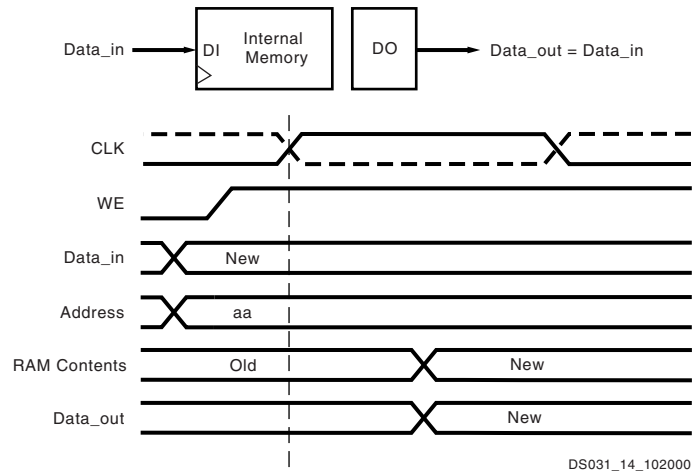 Data_in DI Internal Memory DO Data_out = Data_in
CLK
WE
Data_in New
Address aa
RAM Contents Old New
Data_out New
DS031_14_102000